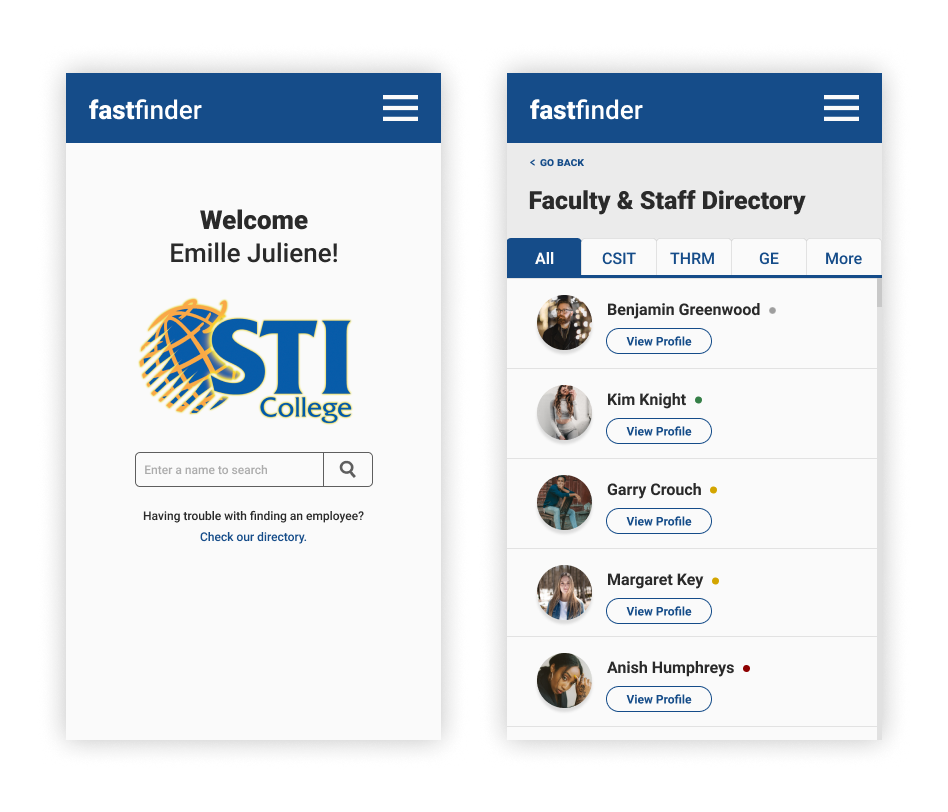 fastfinder
Welcome
Emille Juliene!
STI
College
Enter a name to search
Having trouble with finding an employee?
Check our directory.
fastfinder
< GO BACK
Faculty & Staff Directory
All CSIT THRM GE More
Benjamin Greenwood
View Profile
Kim Knight
View Profile
Garry Crouch
View Profile
Margaret Key
View Profile
Anish Humphreys
View Profile